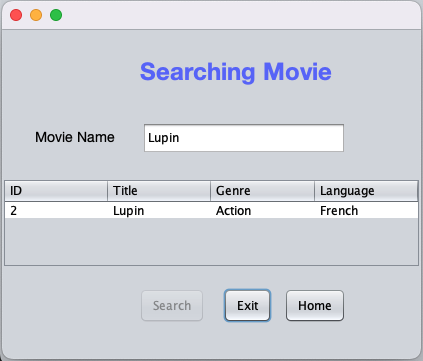 Searching Movie
Movie Name Lupin
ID Title Genre Language
2 Lupin Action French
Search Exit Home